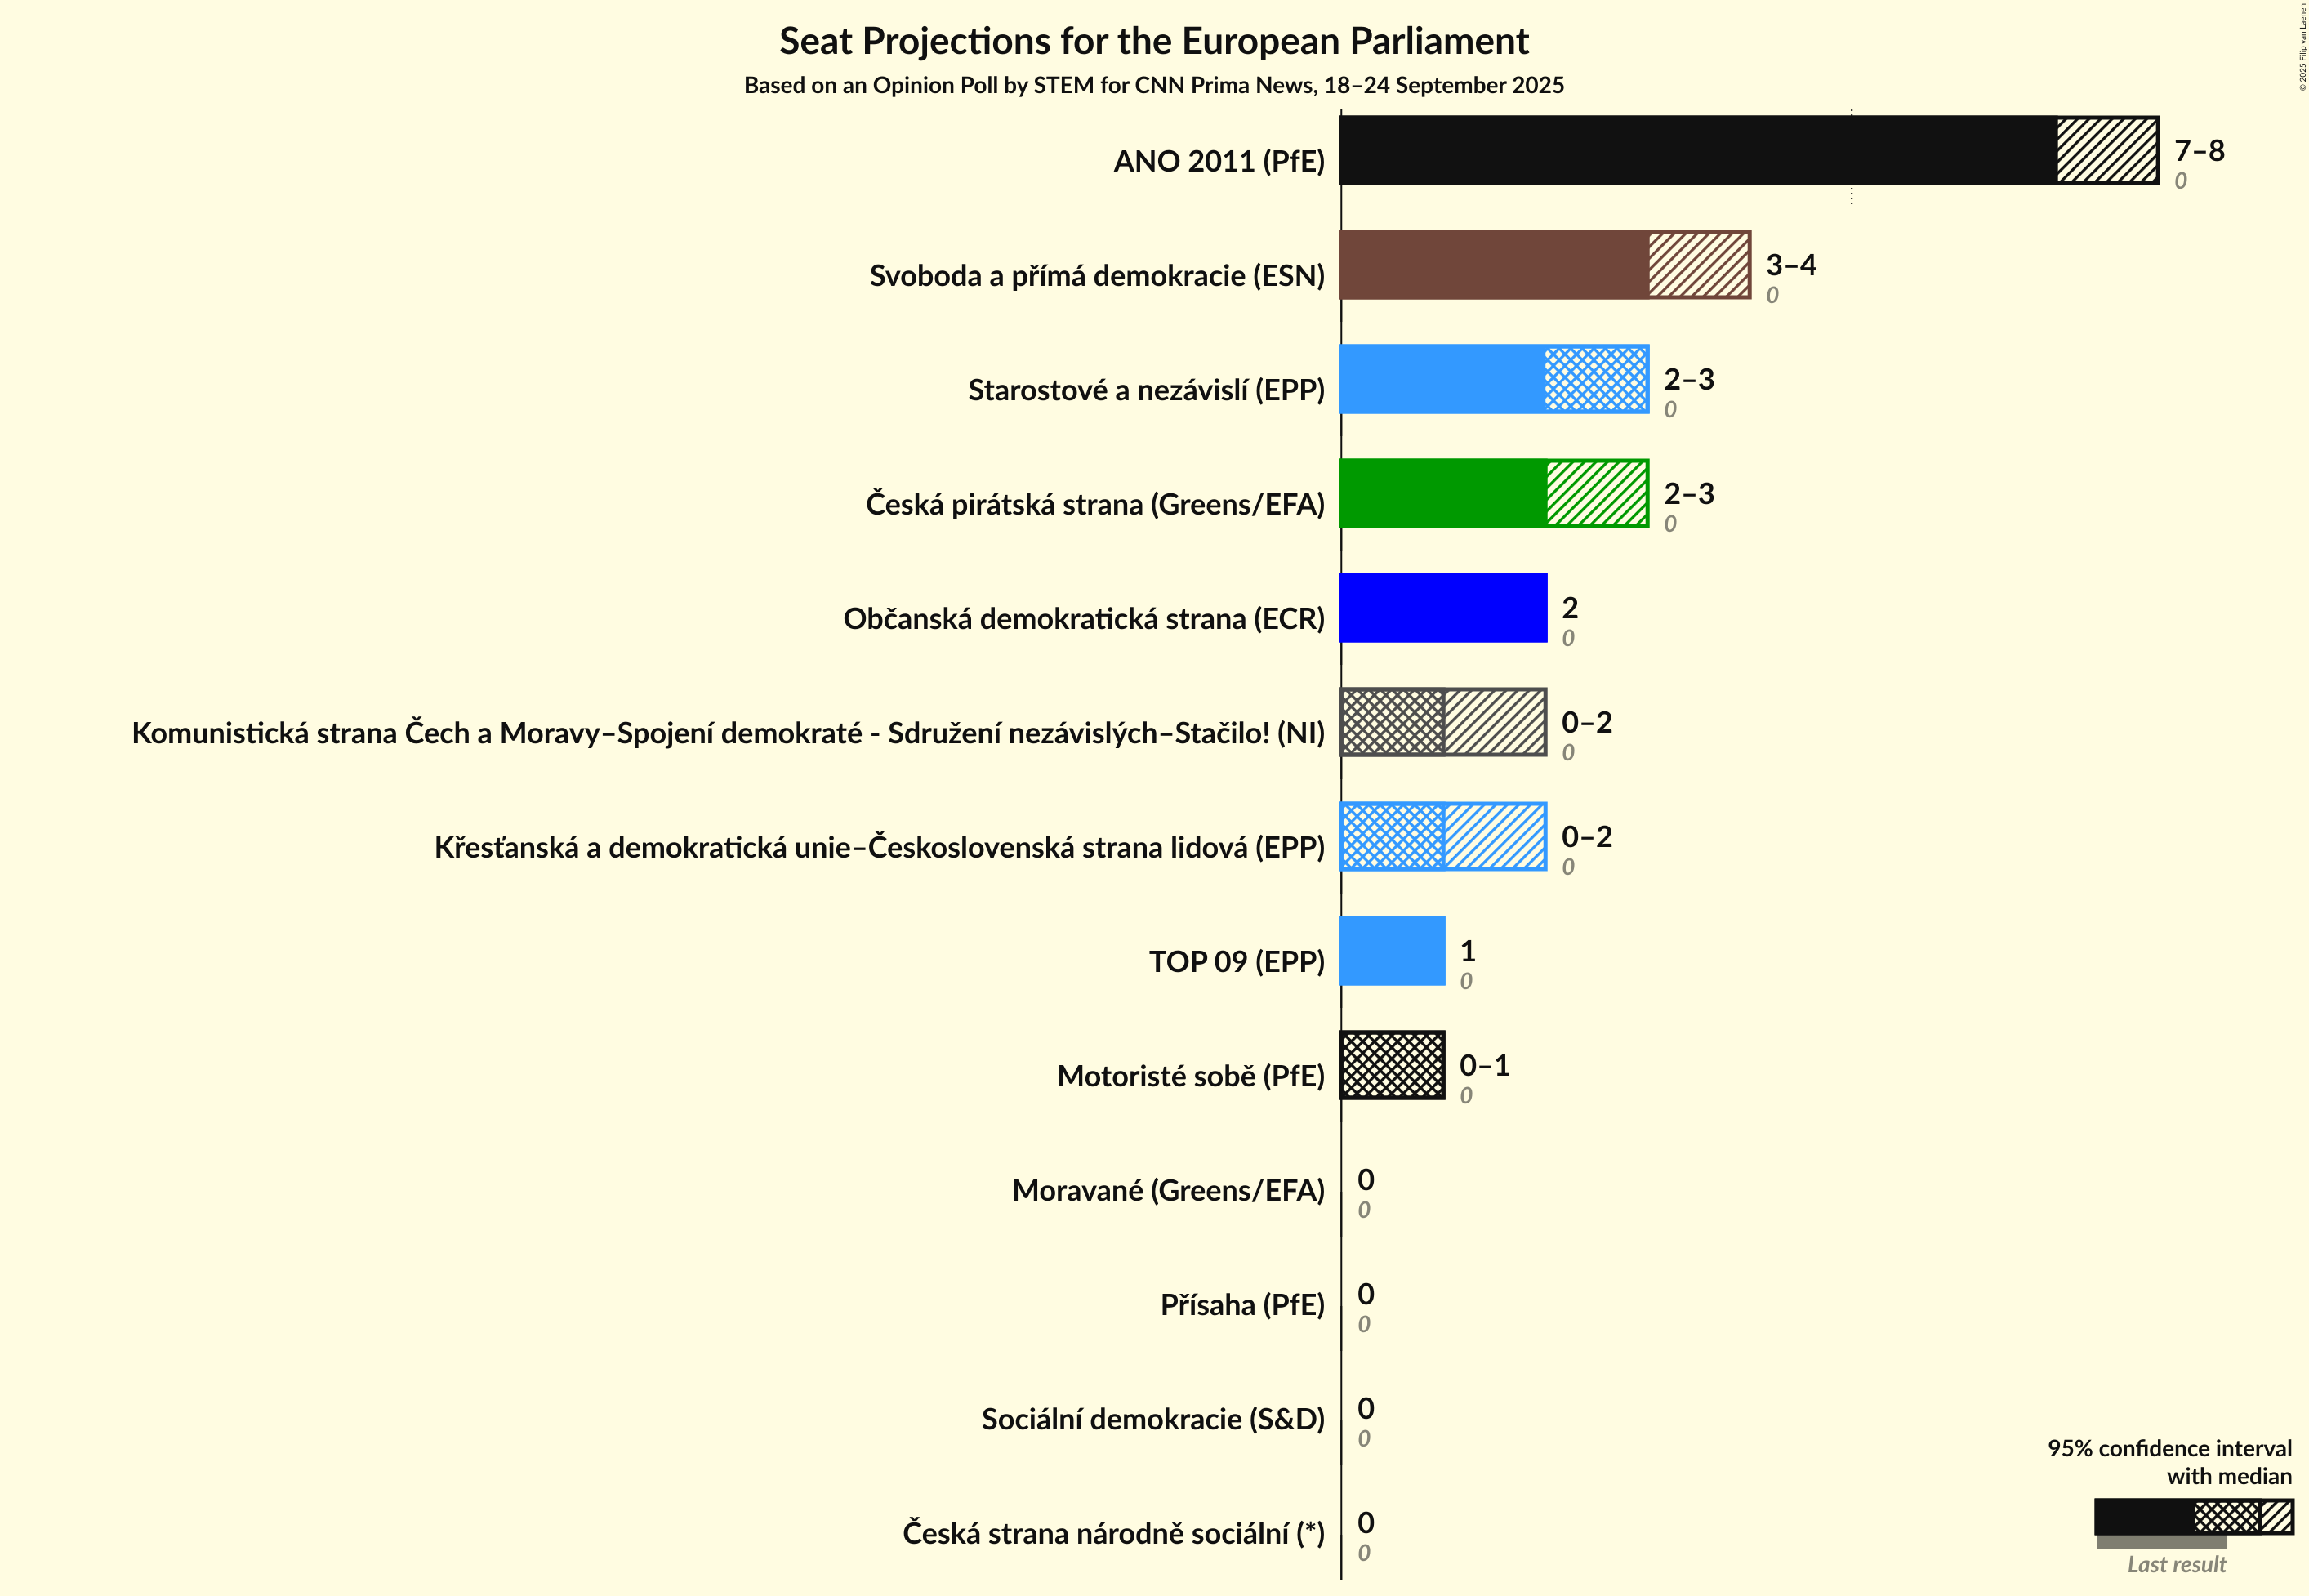 Seat Projections for the European Parliament
Based on an Opinion Poll by STEM for CNN Prima News, 18–24 September 2025
© 2025 Filip van Laenen
ANO 2011 (PfE)
7–8
0
Svoboda a přímá demokracie (ESN)
3–4
0
Starostové a nezávislí (EPP)
2–3
0
Česká pirátská strana (Greens/EFA)
2–3
0
Občanská demokratická strana (ECR)
2
0
Komunistická strana Čech a Moravy–Spojení demokraté - Sdružení nezávislých–Stačilo! (NI)
0–2
0
Křesťanská a demokratická unie–Československá strana lidová (EPP)
0–2
0
TOP 09 (EPP)
1
0
Motoristé sobě (PfE)
0–1
0
Moravané (Greens/EFA)
0
0
Přísaha (PfE)
0
0
Sociální demokracie (S&D)
0
0
Česká strana národně sociální (*)
0
0
95% confidence interval
with median
Last result